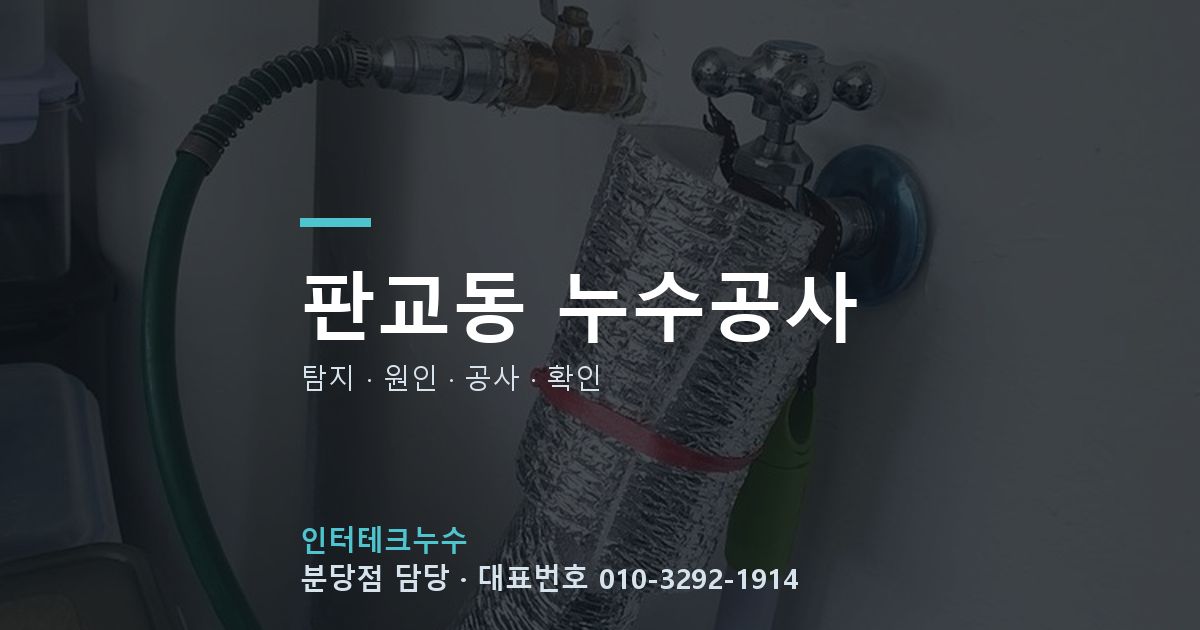 판교동 누수공사
탐지 · 원인 · 공사 · 확인
인터테크누수
분당점 담당 · 대표번호 010-3292-1914